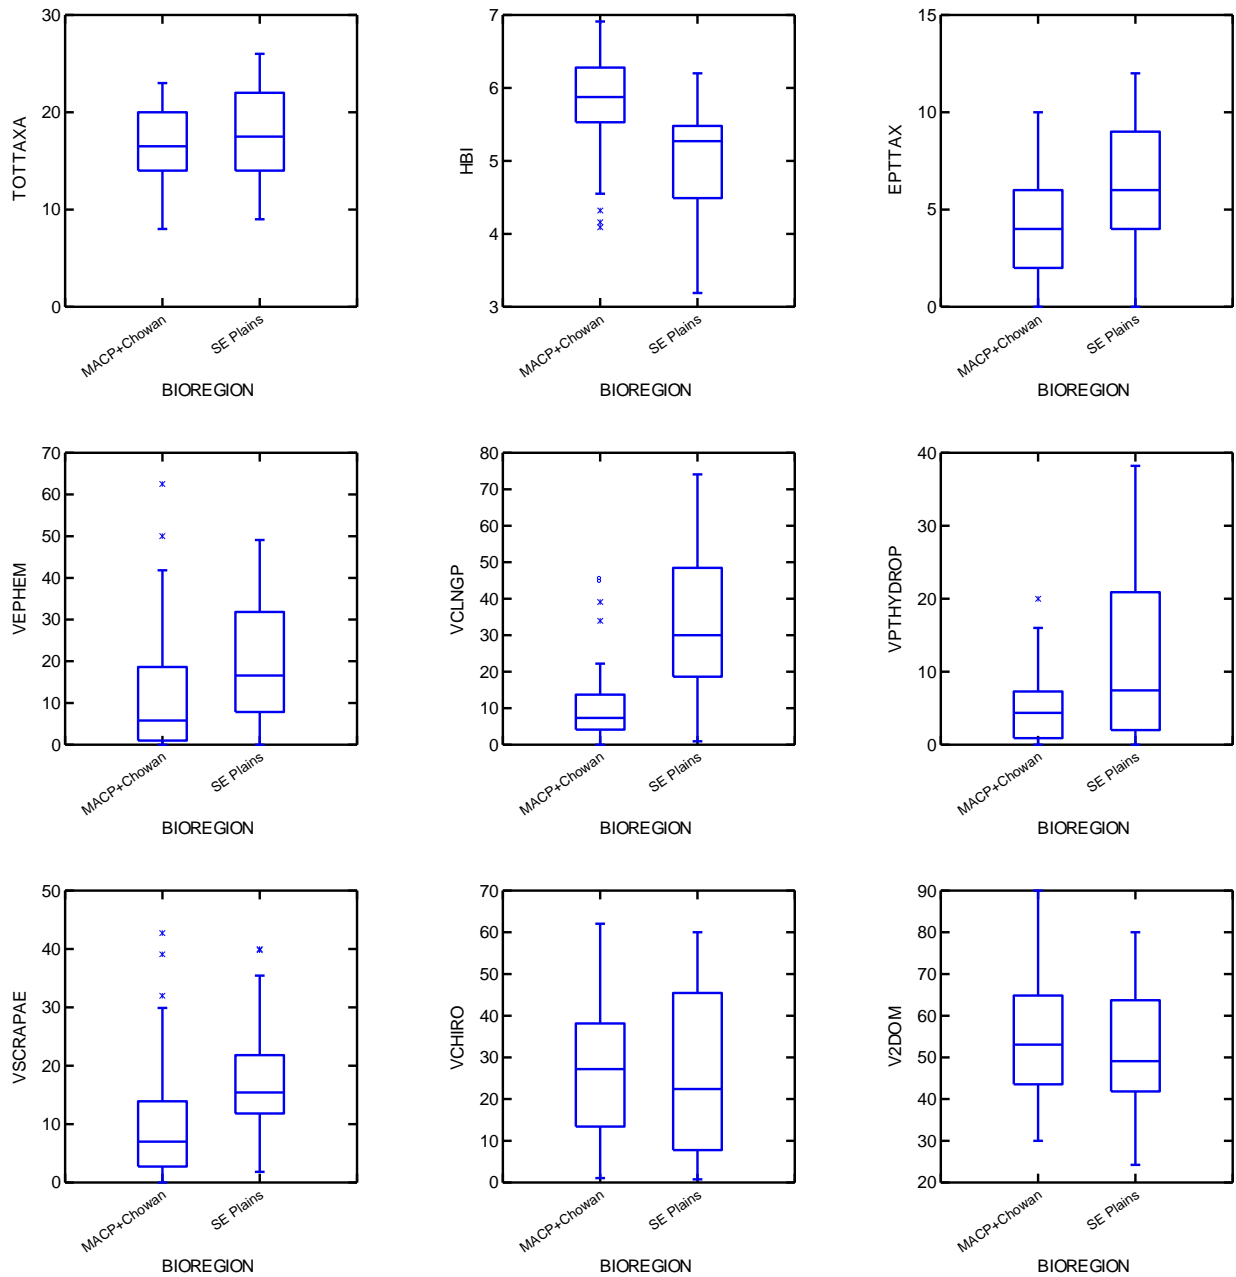 30
20
10
0
TOTTAXA
MACP+Chowan
SE Plains
BIOREGION
7
6
5
4
3
HBI
MACP+Chowan
SE Plains
BIOREGION
15
10
5
0
EPTTAX
MACP+Chowan
SE Plains
BIOREGION
70
60
50
40
30
20
10
0
VEPHEM
MACP+Chowan
SE Plains
BIOREGION
80
70
60
50
40
30
20
10
0
VCLNGP
MACP+Chowan
SE Plains
BIOREGION
40
30
20
10
0
VPTHYDROP
MACP+Chowan
SE Plains
BIOREGION
50
40
30
20
10
0
VSCRAPAE
MACP+Chowan
SE Plains
BIOREGION
70
60
50
40
30
20
10
0
VCHIRO
MACP+Chowan
SE Plains
BIOREGION
90
80
70
60
50
40
30
20
V2DOM
MACP+Chowan
SE Plains
BIOREGION